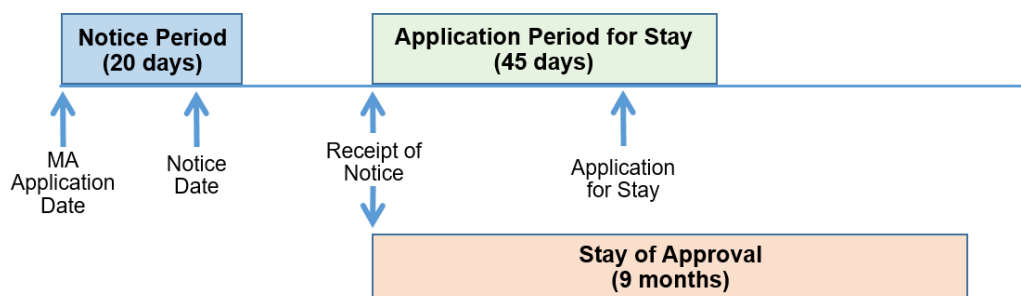 Notice Period
(20 days)
Application Period for Stay
(45 days)
MA
Application
Date
Notice
Date
Receipt of
Notice
Application
for Stay
Stay of Approval
(9 months)